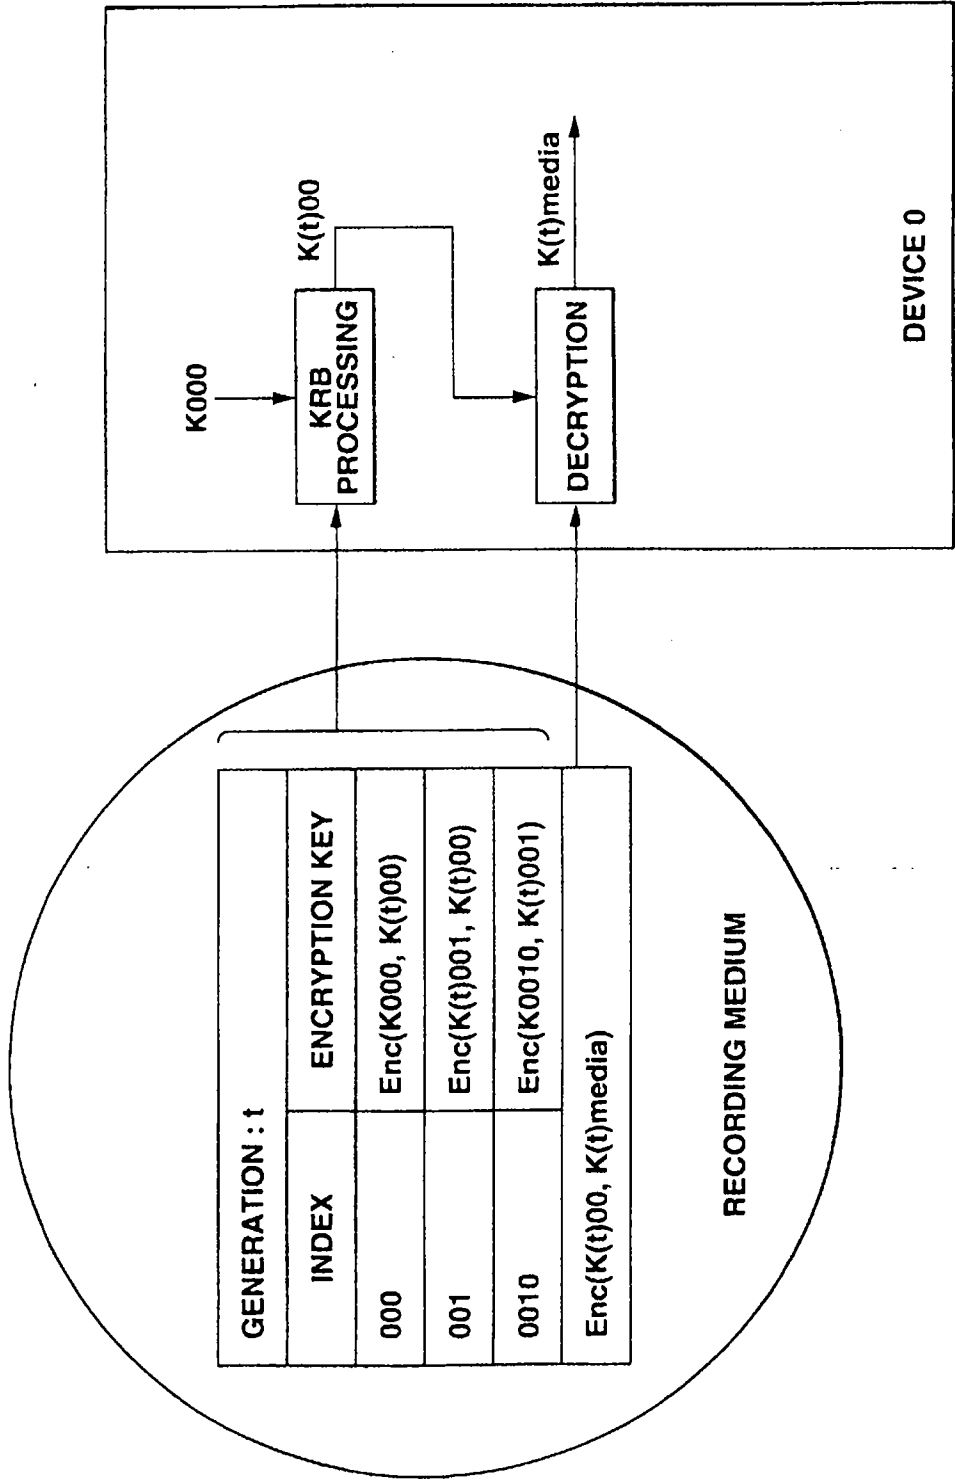 GENERATION : t
INDEX
ENCRYPTION KEY
000
Enc(K000, K(t)00)
001
Enc(K(t)001, K(t)00)
0010
Enc(K0010, K(t)001)
Enc(K(t)00, K(t)media)
RECORDING MEDIUM
K000
KRB
PROCESSING
K(t)00
DECRYPTION
K(t)media
DEVICE 0